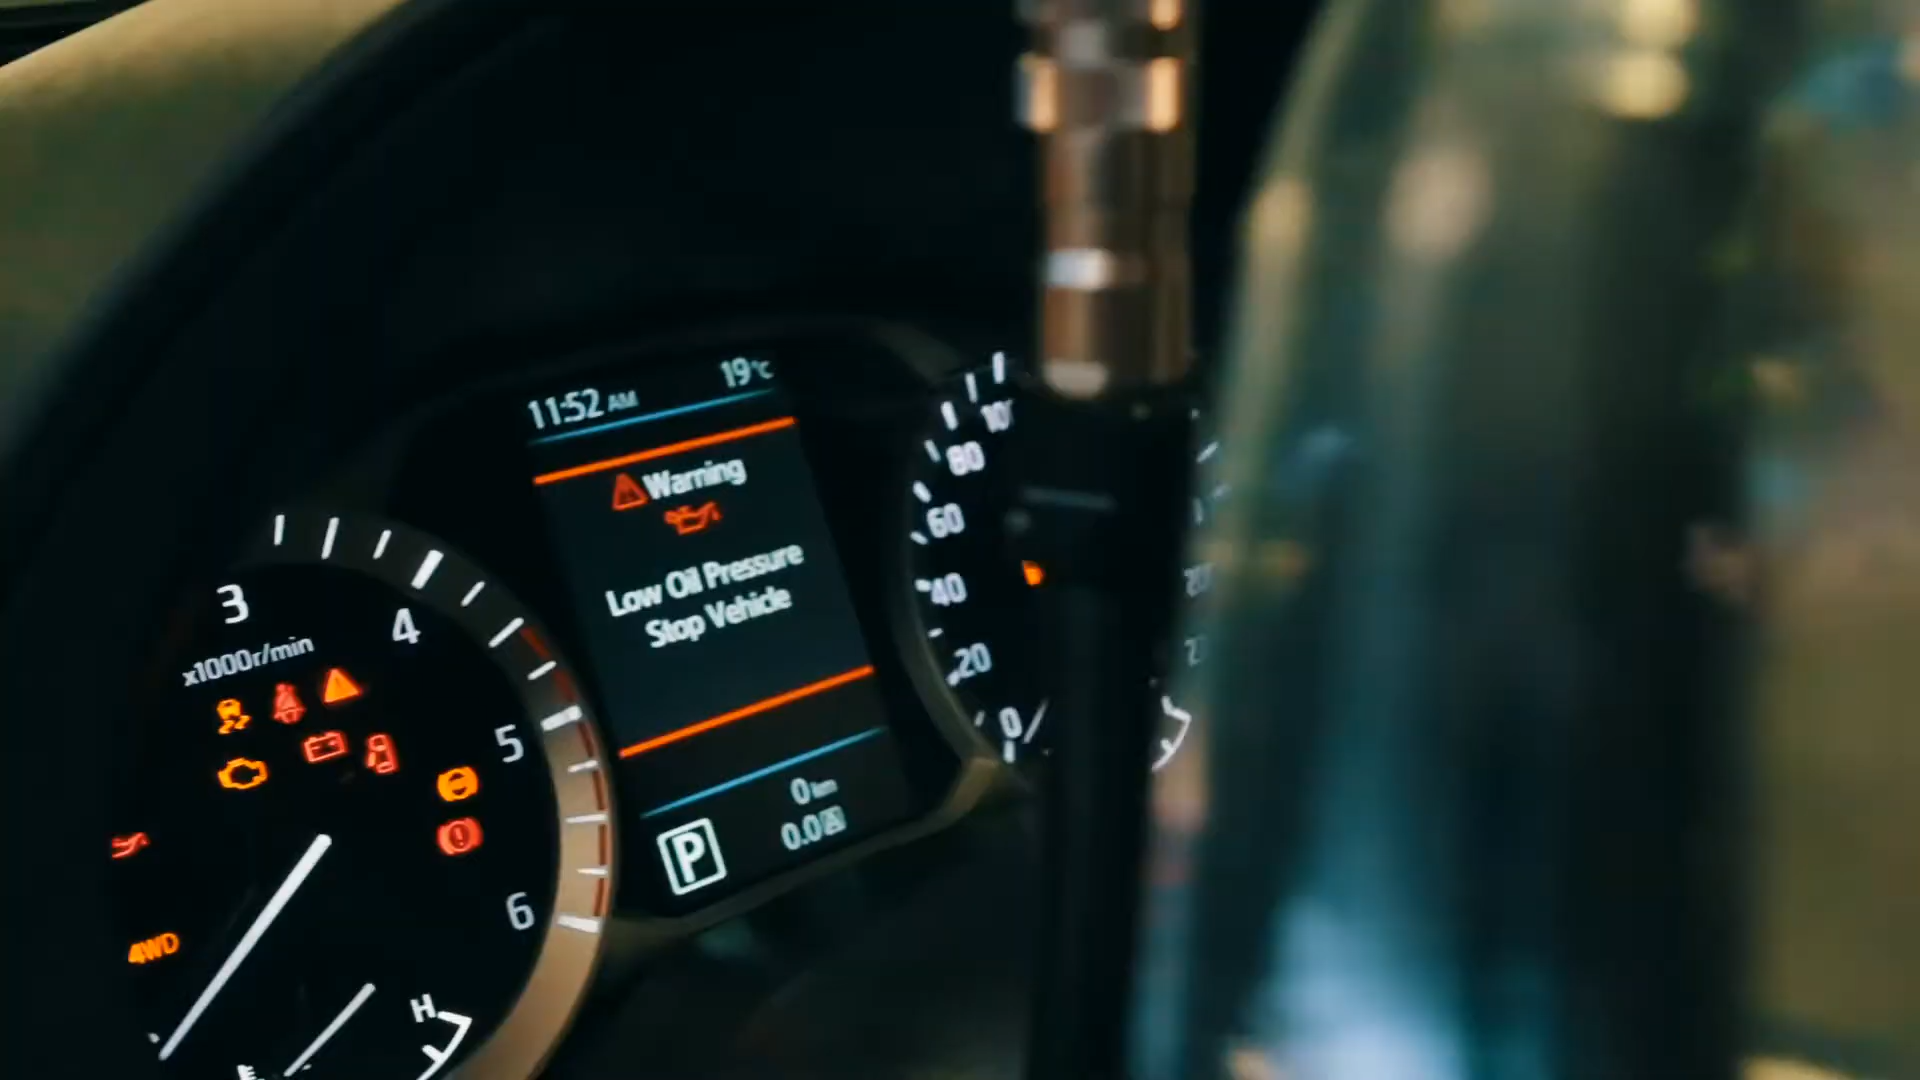 11:52 AM
19°C
Warning
Low Oil Pressure
Stop Vehicle
0 km
0.0
P
3
4
5
6
x1000r/min
4WD
H
100
80
60
40
20
0